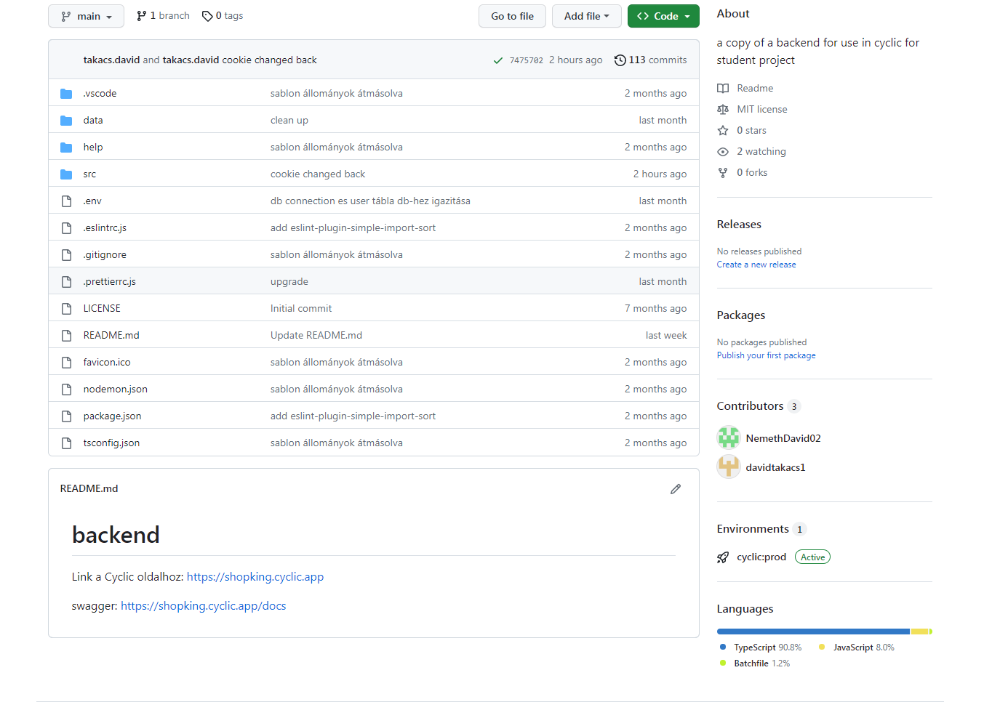 main
1 branch
0 tags
Go to file
Add file
Code
takacs.david and takacs.david cookie changed back
7475702 2 hours ago
113 commits
.vscode sablon állományok átmásolva 2 months ago
data clean up last month
help sablon állományok átmásolva 2 months ago
src cookie changed back 2 hours ago
.env db connection es user tábla db-hez igazitása last month
.eslintrc.js add eslint-plugin-simple-import-sort 2 months ago
.gitignore sablon állományok átmásolva 2 months ago
.prettierrc.js upgrade last month
LICENSE Initial commit 7 months ago
README.md Update README.md last week
favicon.ico sablon állományok átmásolva 2 months ago
nodemon.json sablon állományok átmásolva 2 months ago
package.json add eslint-plugin-simple-import-sort 2 months ago
tsconfig.json sablon állományok átmásolva 2 months ago
README.md
backend
Link a Cyclic oldalhoz: https://shopking.cyclic.app
swagger: https://shopking.cyclic.app/docs
About
a copy of a backend for use in cyclic for
student project
Readme
MIT license
0 stars
2 watching
0 forks
Releases
No releases published
Create a new release
Packages
No packages published
Publish your first package
Contributors 3
NemethDavid02
davidtakacs1
Environments 1
cyclic:prod Active
Languages
TypeScript 90.8% JavaScript 8.0%
Batchfile 1.2%